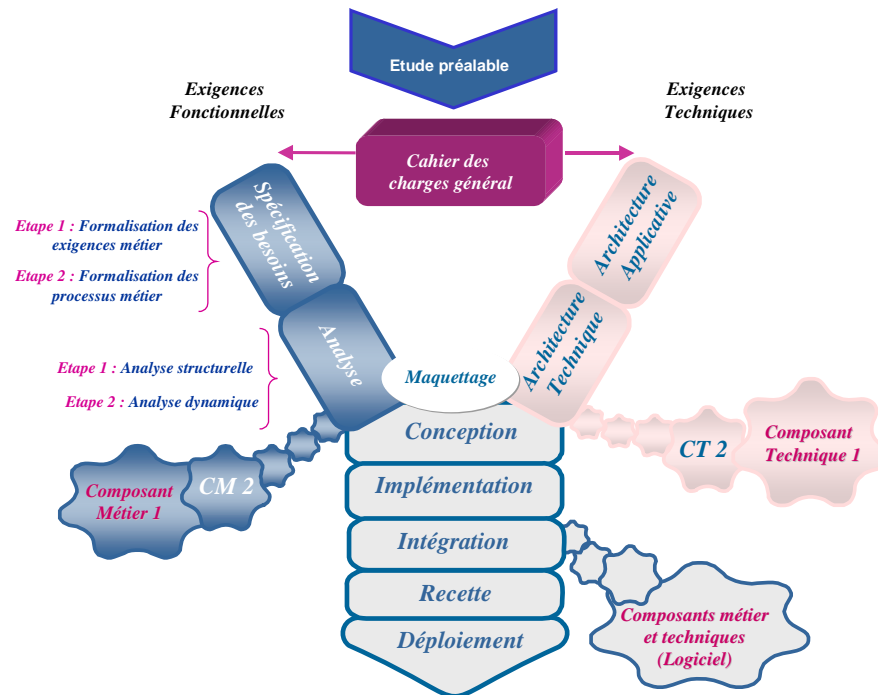 Etude préalable
Exigences
Fonctionnelles
Exigences
Techniques
Cahier des
charges général
Spécification
des besoins
Architecture
Applicative
Etape 1 : Formalisation des
exigences métier
Etape 2 : Formalisation des
processus métier
Analyse
Architecture
Technique
Etape 1 : Analyse structurelle
Etape 2 : Analyse dynamique
Maquettage
Conception
Composant
Métier 1
CM 2
CT 2
Composant
Technique 1
Implémentation
Intégration
Recette
Déploiement
Composants métier
et techniques
(Logiciel)